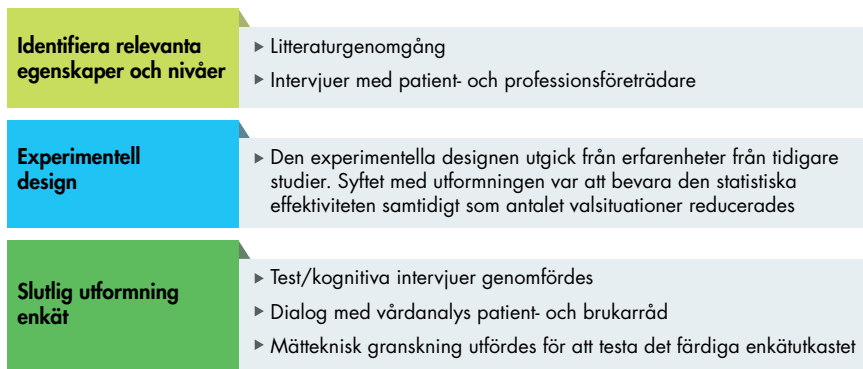 Identifiera relevanta
egenskaper och nivåer
▶ Litteraturgenomgång
▶ Intervjuer med patient- och professionsföreträdare
Experimentell
design
▶ Den experimentella designen utgick från erfarenheter från tidigare
studier. Syftet med utformningen var att bevara den statistiska
effektiviteten samtidigt som antalet valsituationer reducerades
Slutlig utformning
enkät
▶ Test/kognitiva intervjuer genomfördes
▶ Dialog med vårdanalys patient- och brukarråd
▶ Mätteknisk granskning utfördes för att testa det färdiga enkätutkastet